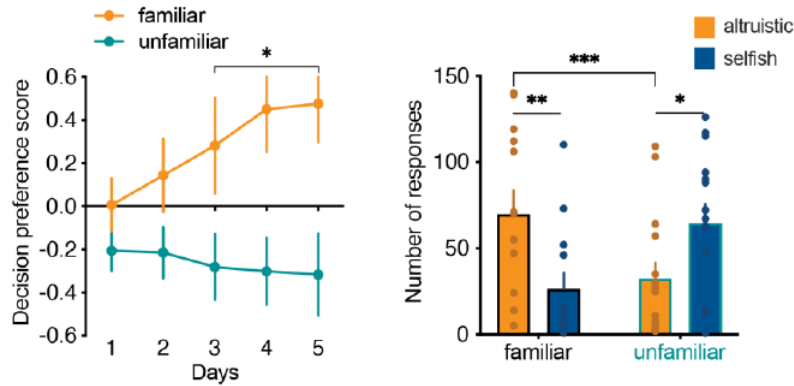 familiar
unfamiliar
*
Decision preference score
0.6
0.4
0.2
0.0
-0.2
-0.4
-0.6
1 2 3 4 5
Days
altruistic
selfish
***
** *
Number of responses
150
100
50
0
familiar unfamiliar